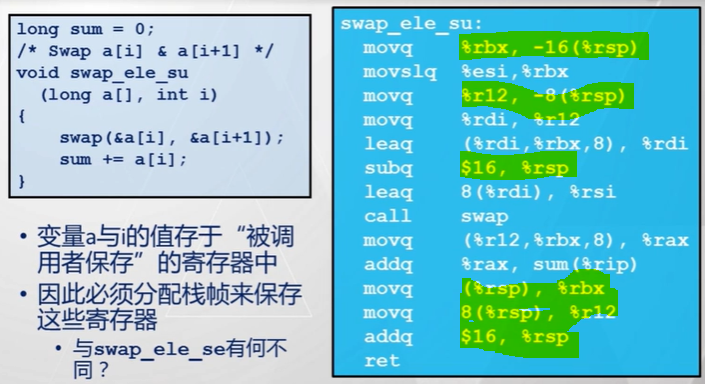 long sum = 0;
/* Swap a[i] & a[i+1] */
void swap_ele_su
(long a[], int i)
{
swap(&a[i], &a[i+1]);
sum += a[i];
}
• 变量a与i的值存于“被调
用者保存”的寄存器中
• 因此必须分配栈帧来保存
这些寄存器
• 与swap_ele_se有何不
同？
swap_ele_su:
movq %rbx, -16(%rsp)
movslq %esi,%rbx
movq %r12, -8(%rsp)
movq %rdi, %r12
leaq (%rdi,%rbx,8), %rdi
subq $16, %rsp
leaq 8(%rdi), %rsi
call swap
movq (%r12,%rbx,8), %rax
addq %rax, sum(%rip)
movq (%rsp), %rbx
movq 8(%rsp), %r12
addq $16, %rsp
ret